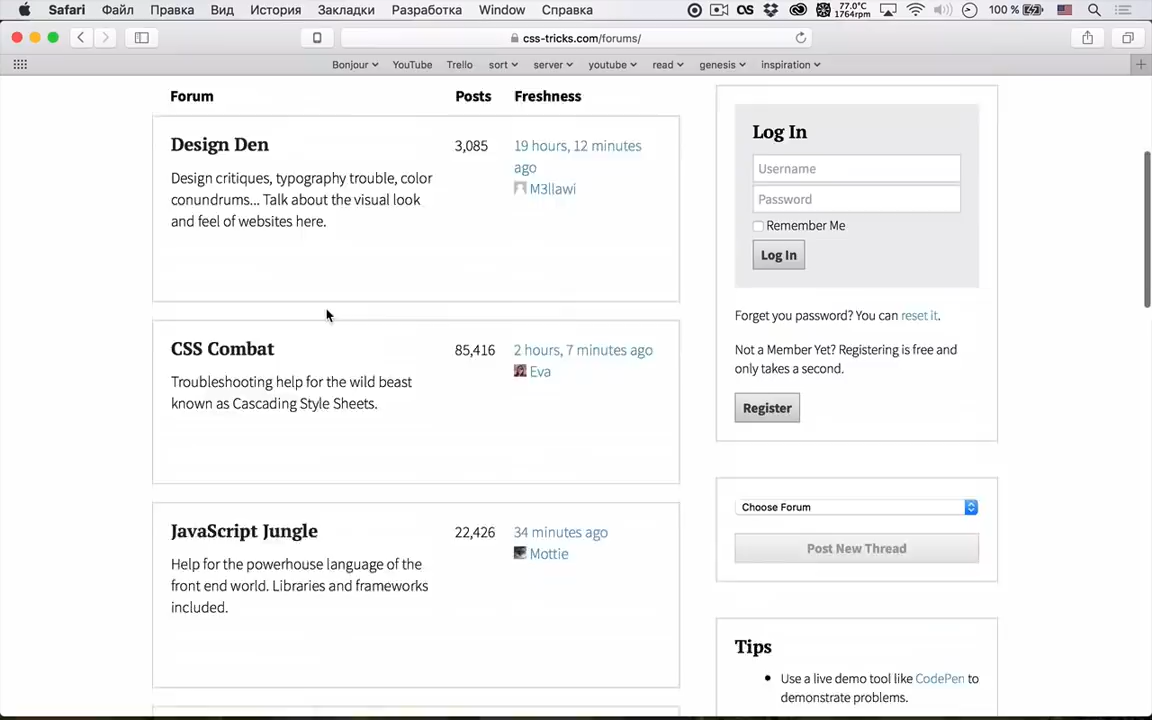 Safari Файл Правка Вид История Закладки Разработка Window Справка 77.0°C 1764rpm 100 %
css-tricks.com/forums/
Bonjour YouTube Trello sort server youtube read genesis inspiration
Forum Posts Freshness
Design Den 3,085 19 hours, 12 minutes
ago
M3llawi
Design critiques, typography trouble, color
conundrums... Talk about the visual look
and feel of websites here.
CSS Combat 85,416 2 hours, 7 minutes ago
Eva
Troubleshooting help for the wild beast
known as Cascading Style Sheets.
JavaScript Jungle 22,426 34 minutes ago
Mottie
Help for the powerhouse language of the
front end world. Libraries and frameworks
included.
Log In
Username
Password
Remember Me
Log In
Forget you password? You can reset it.
Not a Member Yet? Registering is free and
only takes a second.
Register
Choose Forum
Post New Thread
Tips
Use a live demo tool like CodePen to
demonstrate problems.